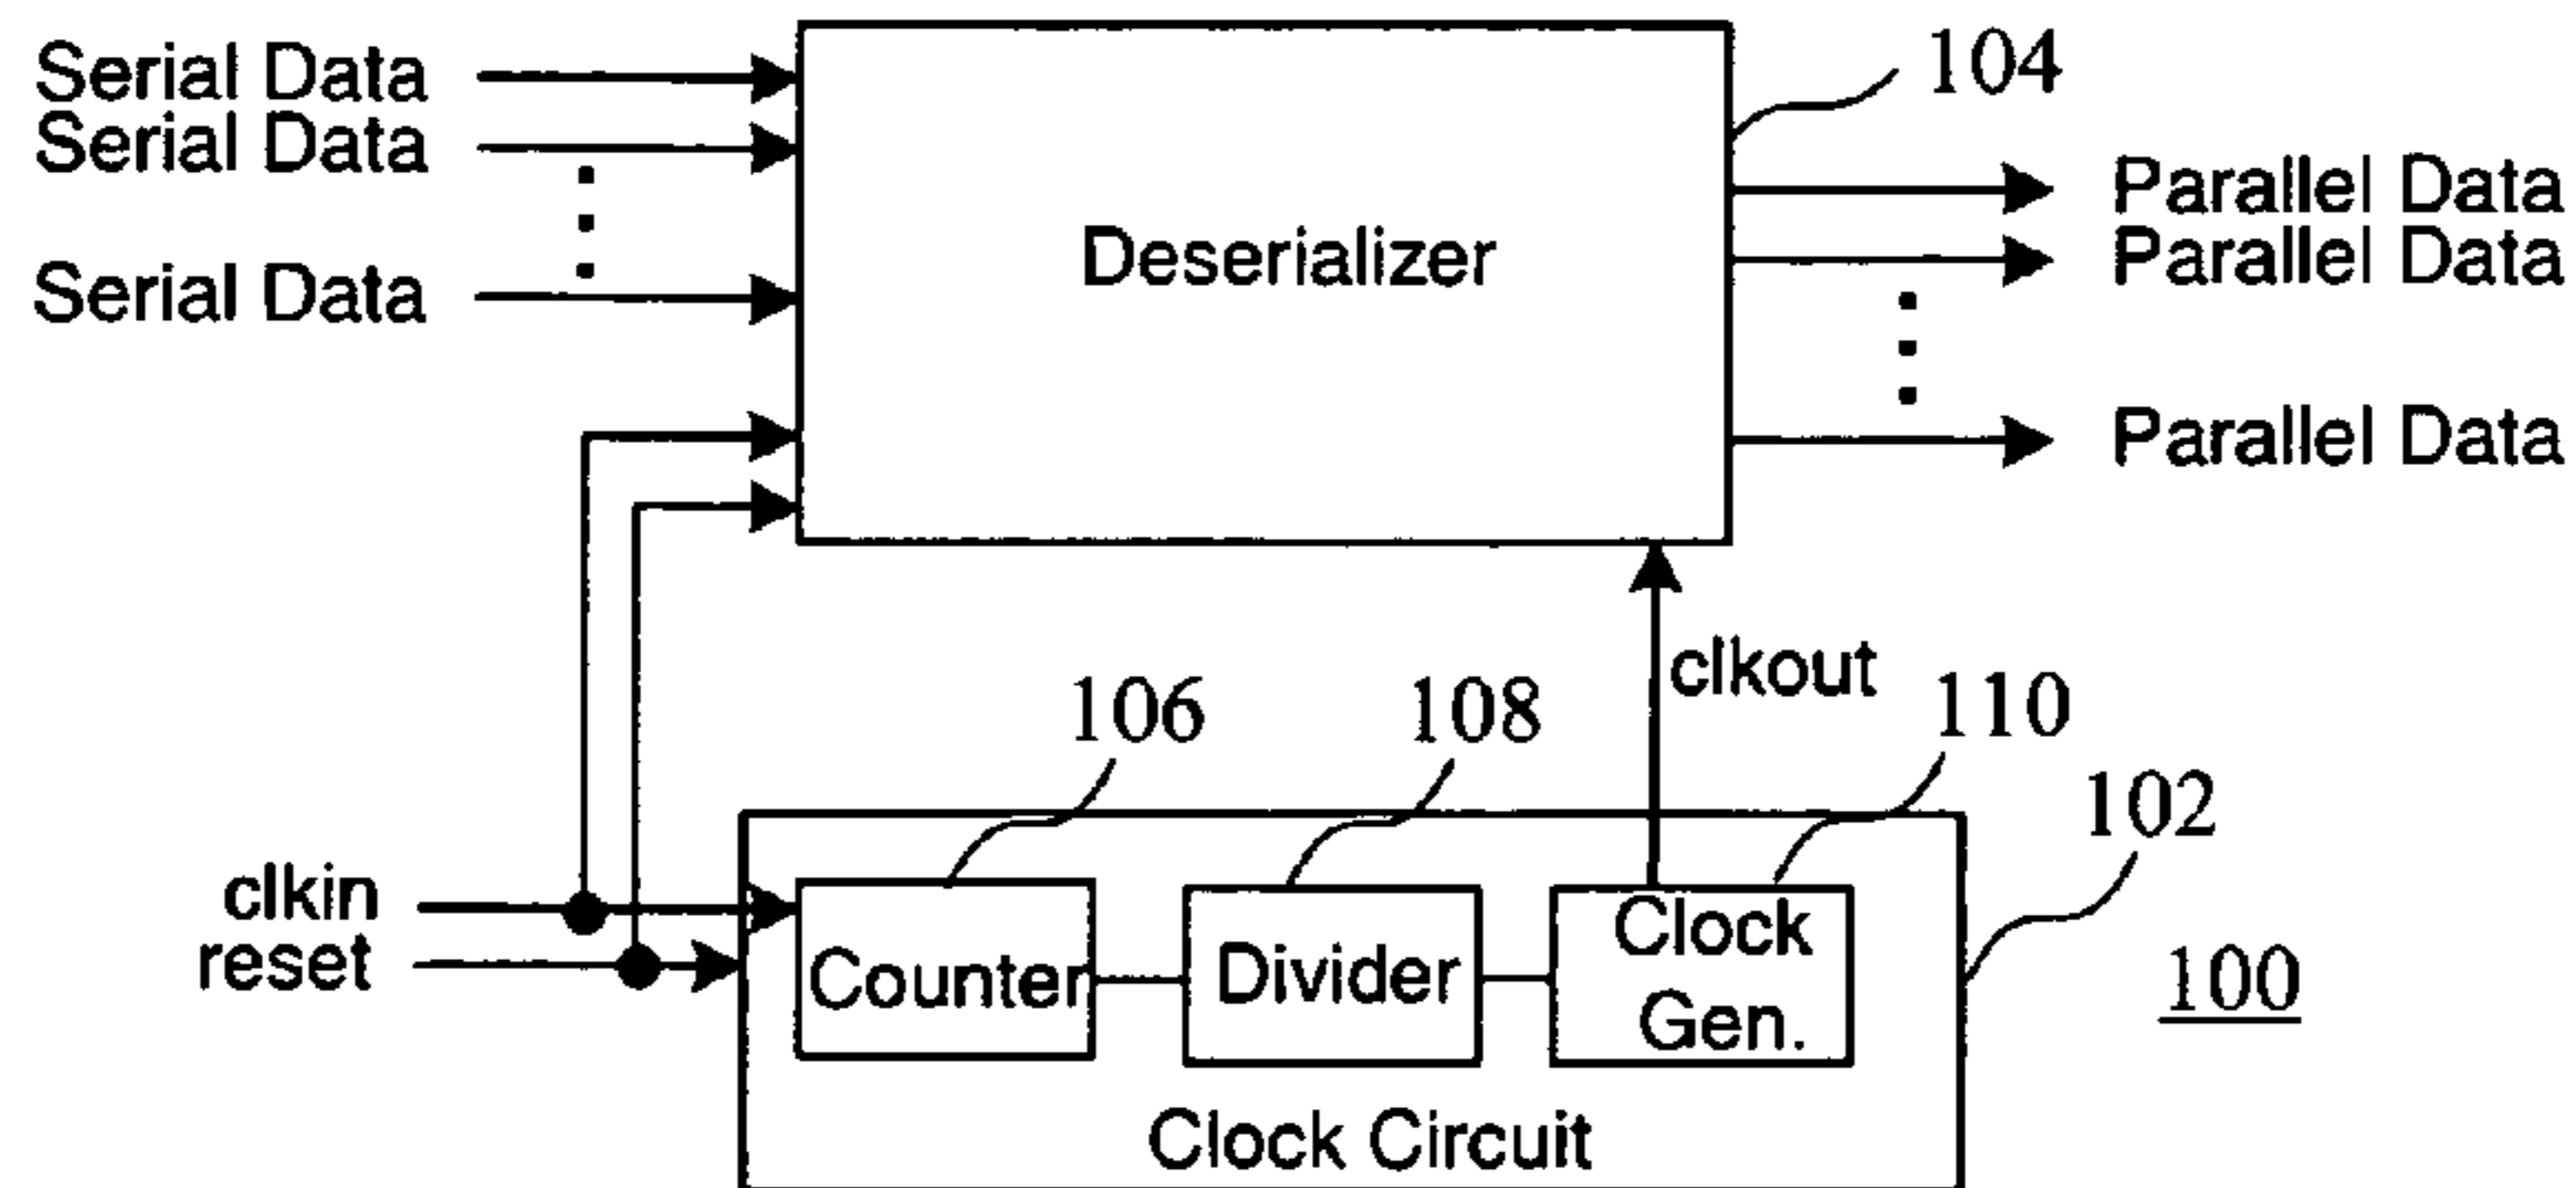 Serial Data
Serial Data
Serial Data
Deserializer
104
Parallel Data
Parallel Data
Parallel Data
clkout
106
108
110
102
clkin
reset
Counter
Divider
Clock
Gen.
100
Clock Circuit